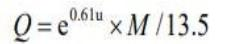 Q = e^{0.61u} × M / 13.5